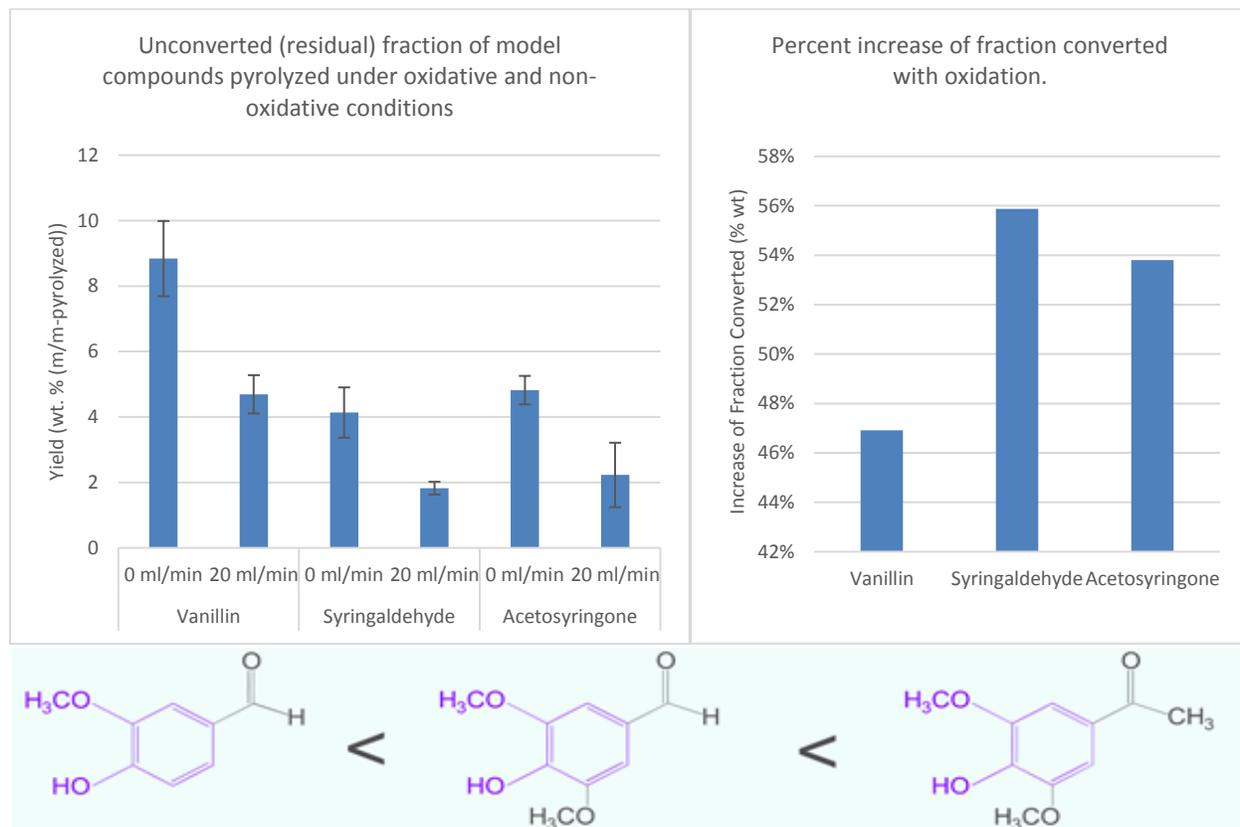 Unconverted (residual) fraction of model
compounds pyrolyzed under oxidative and non-
oxidative conditions
Yield (wt. % (m/m-pyrolyzed))
12
10
8
6
4
2
0
0 ml/min 20 ml/min 0 ml/min 20 ml/min 0 ml/min 20 ml/min
Vanillin Syringaldehyde Acetosyringone
Percent increase of fraction converted
with oxidation.
Increase of Fraction Converted (% wt)
58%
56%
54%
52%
50%
48%
46%
44%
42%
Vanillin Syringaldehyde Acetosyringone
O
H₃CO
H
HO
<
O
H₃CO
H
HO
H₃CO
<
O
H₃CO
CH₃
HO
H₃CO